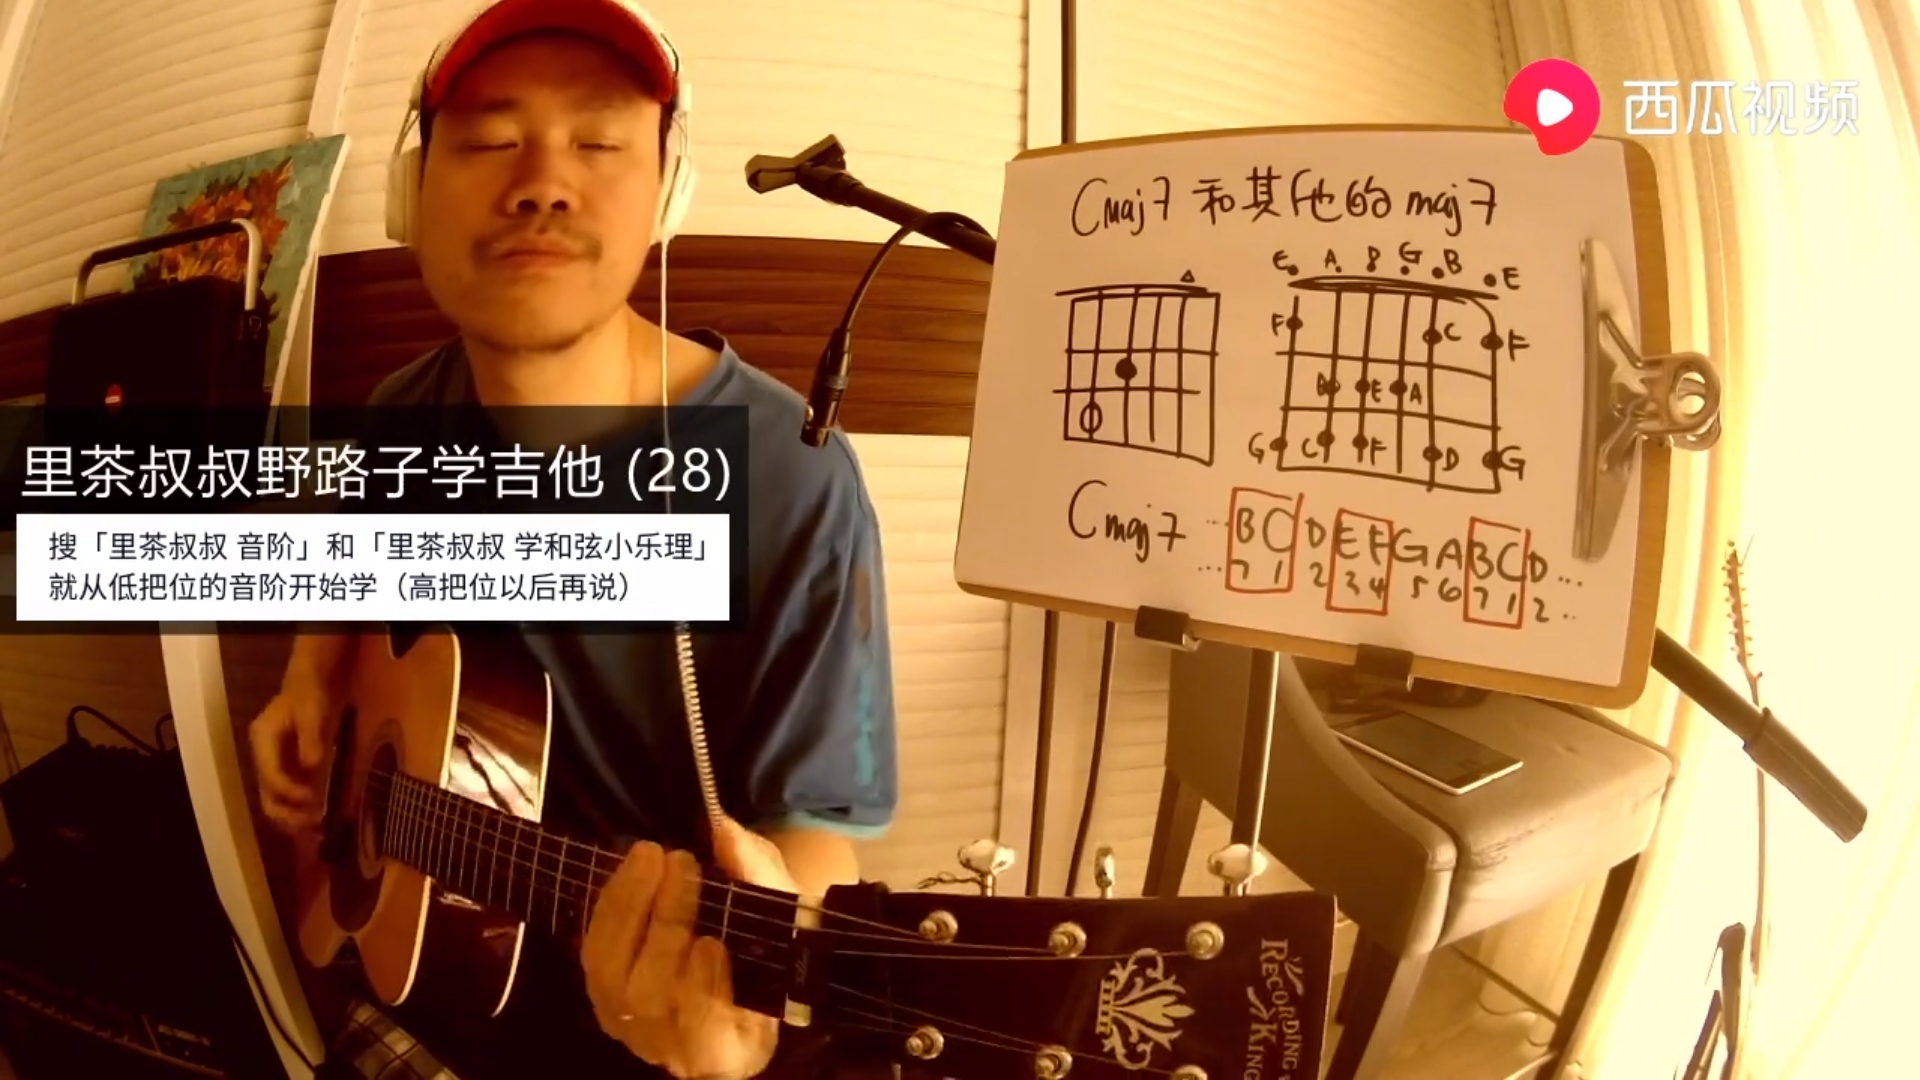 西瓜视频
Cmaj7 和其他的 maj7
E A D G B E
F C F
B E A
G C F D G
Cmaj7 ... B C D E F G A B C D ...
... 7 1 2 3 4 5 6 7 1 2 ..
里茶叔叔野路子学吉他 (28)
搜「里茶叔叔 音阶」和「里茶叔叔 学和弦小乐理」
就从低把位的音阶开始学（高把位以后再说）
RECORDING KING